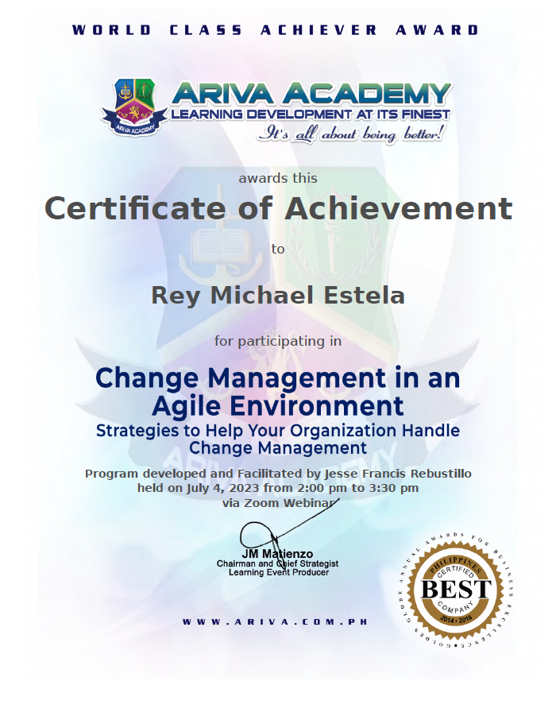 WORLD CLASS ACHIEVER AWARD
ARIVA ACADEMY
ARIVA ACADEMY
LEARNING DEVELOPMENT AT ITS FINEST
It's all about being better!
awards this
Certificate of Achievement
to
Rey Michael Estela
for participating in
Change Management in an
Agile Environment
Strategies to Help Your Organization Handle
Change Management
ARIVA ACADEMY
Program developed and Facilitated by Jesse Francis Rebustillo
held on July 4, 2023 from 2:00 pm to 3:30 pm
via Zoom Webinar
JM Matienzo
Chairman and Chief Strategist
Learning Event Producer
WWW.ARIVA.COM.PH
GOLDEN GLOBE ANNUAL AWARDS FOR BUSINESS EXCELLENCE
PHILIPPINES
CERTIFIED
BEST
COMPANY
2014 • 2016